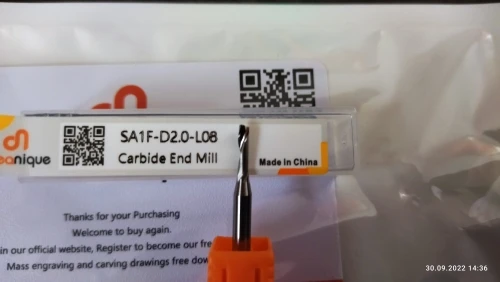 SA1F-D2.0-L08
eanique
Carbide End Mill
Made in China
Thanks for your Purchasing
Welcome to buy again.
in our official website, Register to become our fre
Mass engraving and carving drawings free dow
30.09.2022 14:36